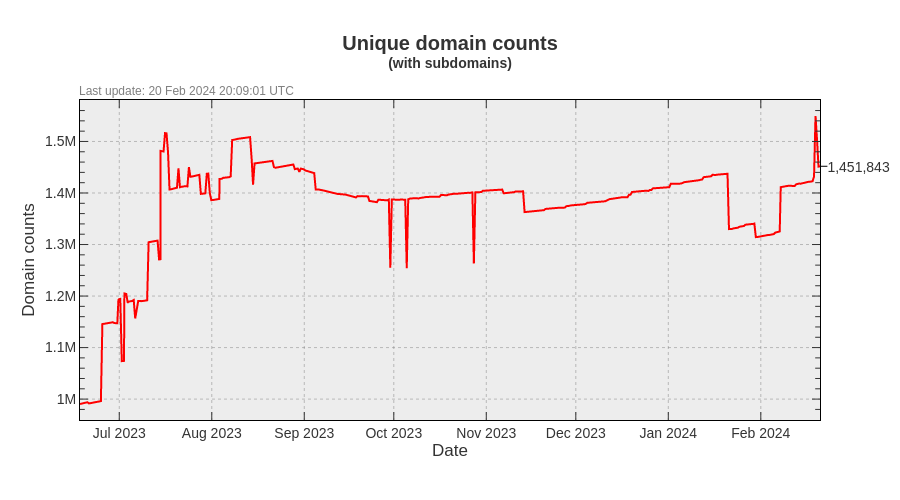 Unique domain counts
(with subdomains)
Last update: 20 Feb 2024 20:09:01 UTC
1.5M
1.4M
1.3M
1.2M
1.1M
1M
Domain counts
1,451,843
Jul 2023 Aug 2023 Sep 2023 Oct 2023 Nov 2023 Dec 2023 Jan 2024 Feb 2024
Date